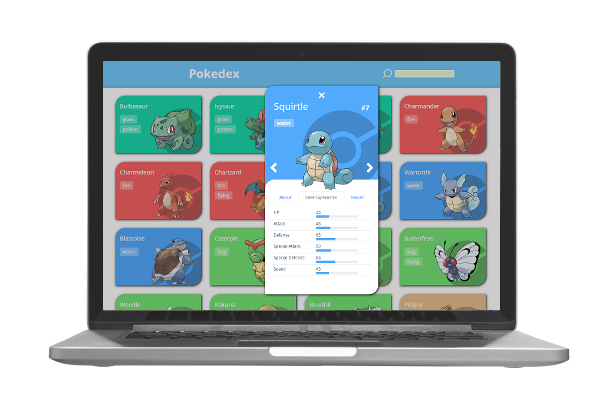 Pokedex
Bulbasaur
grass
poison
Ivysaur
grass
poison
Squirtle
#7
water
Charmander
fire
Charmeleon
fire
Charizard
fire
flying
Wartortle
water
About
Base Experience
Moves
HP
44
Attack
48
Defense
65
Special Attack
50
Special Defense
64
Speed
43
Blastoise
water
Caterpie
bug
Butterfree
bug
flying
Weedle
Kakuna
Beedrill
Pidgey